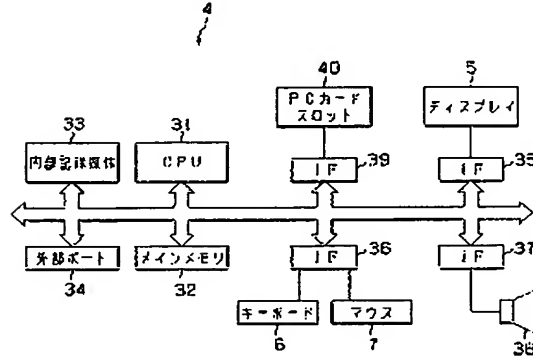 4
40
5
PCカード
スロット
ディスプレイ
33
31
内部記録媒体
CPU
IF
39
IF
35
外部ポート
メインメモリ
IF
36
IF
37
34
32
キーボード
マウス
6
7
38